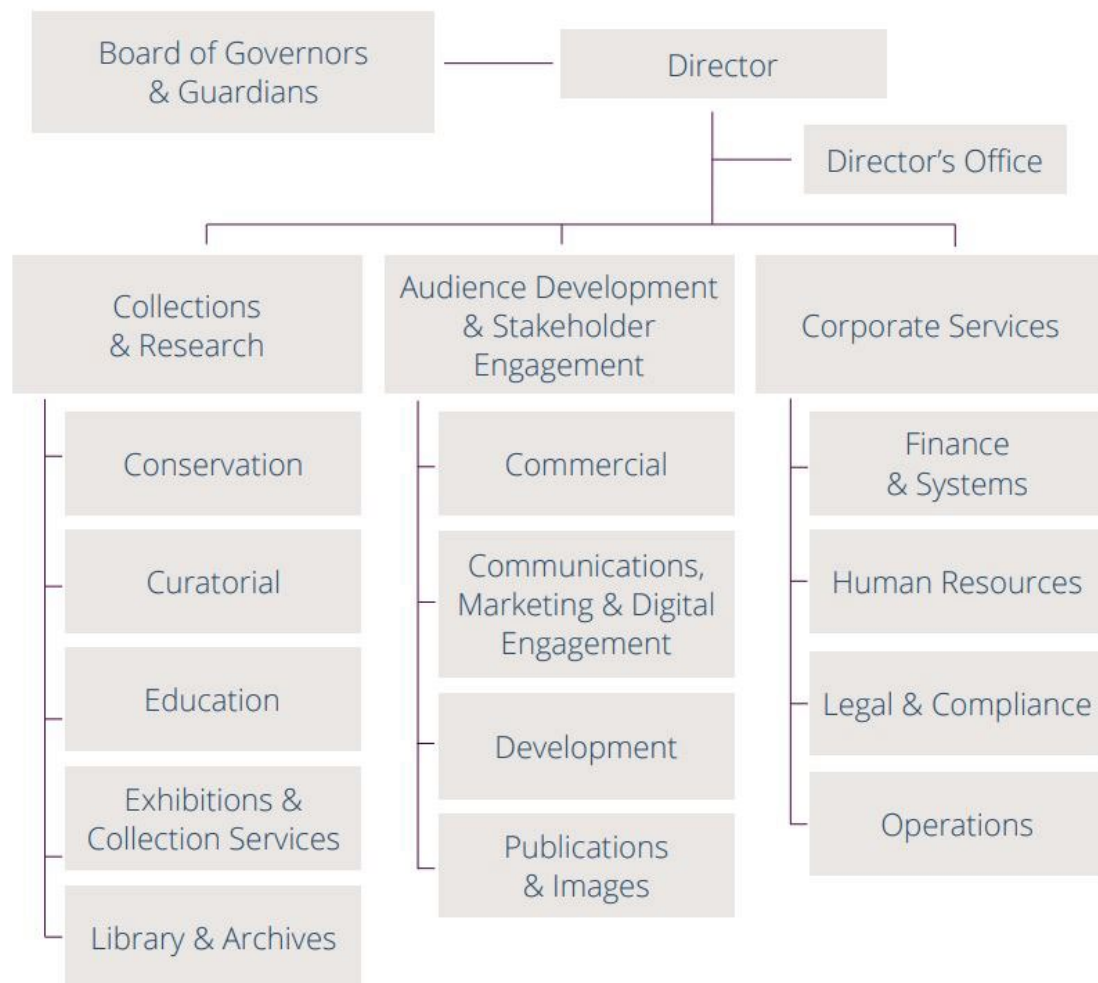 Board of Governors
& Guardians
Director
Director’s Office
Collections
& Research
Conservation
Curatorial
Education
Exhibitions &
Collection Services
Library & Archives
Audience Development
& Stakeholder
Engagement
Commercial
Communications,
Marketing & Digital
Engagement
Development
Publications
& Images
Corporate Services
Finance
& Systems
Human Resources
Legal & Compliance
Operations